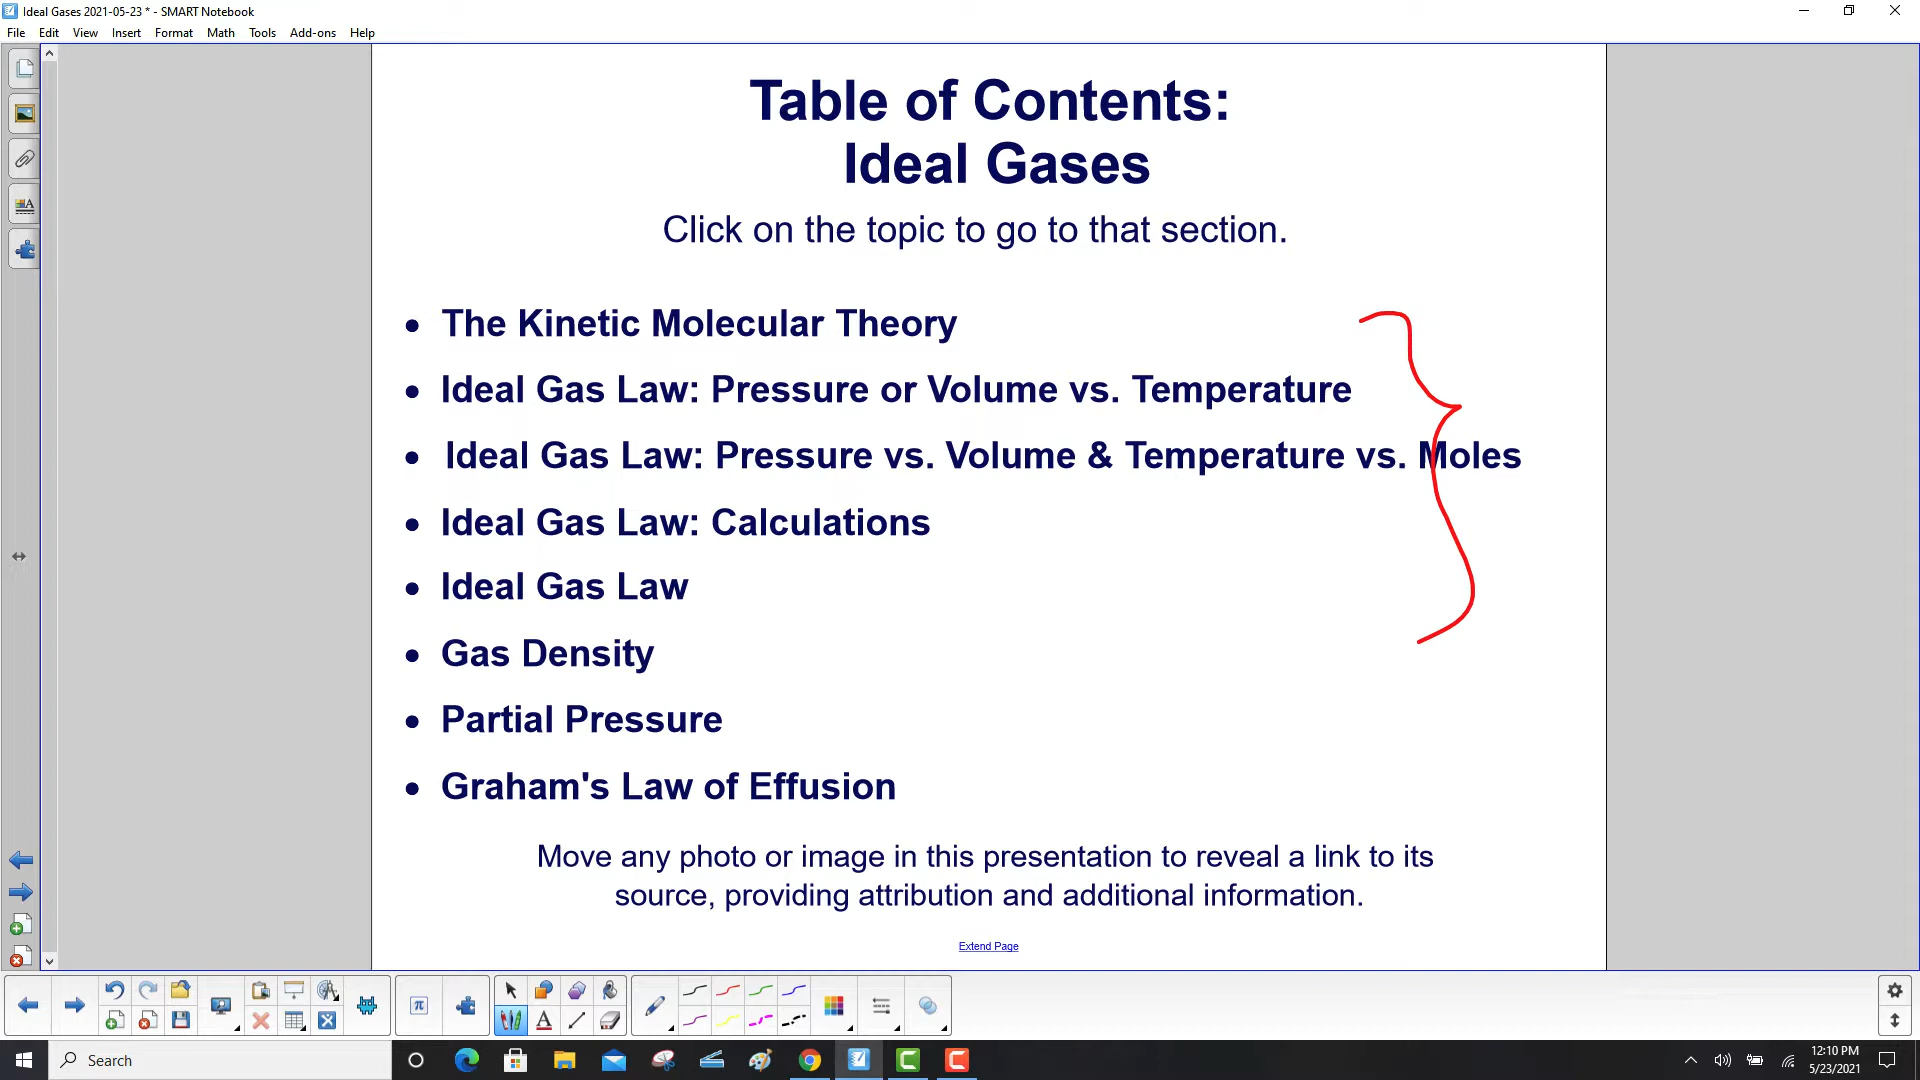 Ideal Gases 2021-05-23 * - SMART Notebook
File Edit View Insert Format Math Tools Add-ons Help
Table of Contents:
Ideal Gases
Click on the topic to go to that section.
• The Kinetic Molecular Theory
• Ideal Gas Law: Pressure or Volume vs. Temperature
• Ideal Gas Law: Pressure vs. Volume & Temperature vs. Moles
• Ideal Gas Law: Calculations
• Ideal Gas Law
• Gas Density
• Partial Pressure
• Graham's Law of Effusion
Move any photo or image in this presentation to reveal a link to its
source, providing attribution and additional information.
Extend Page
Search
12:10 PM
5/23/2021